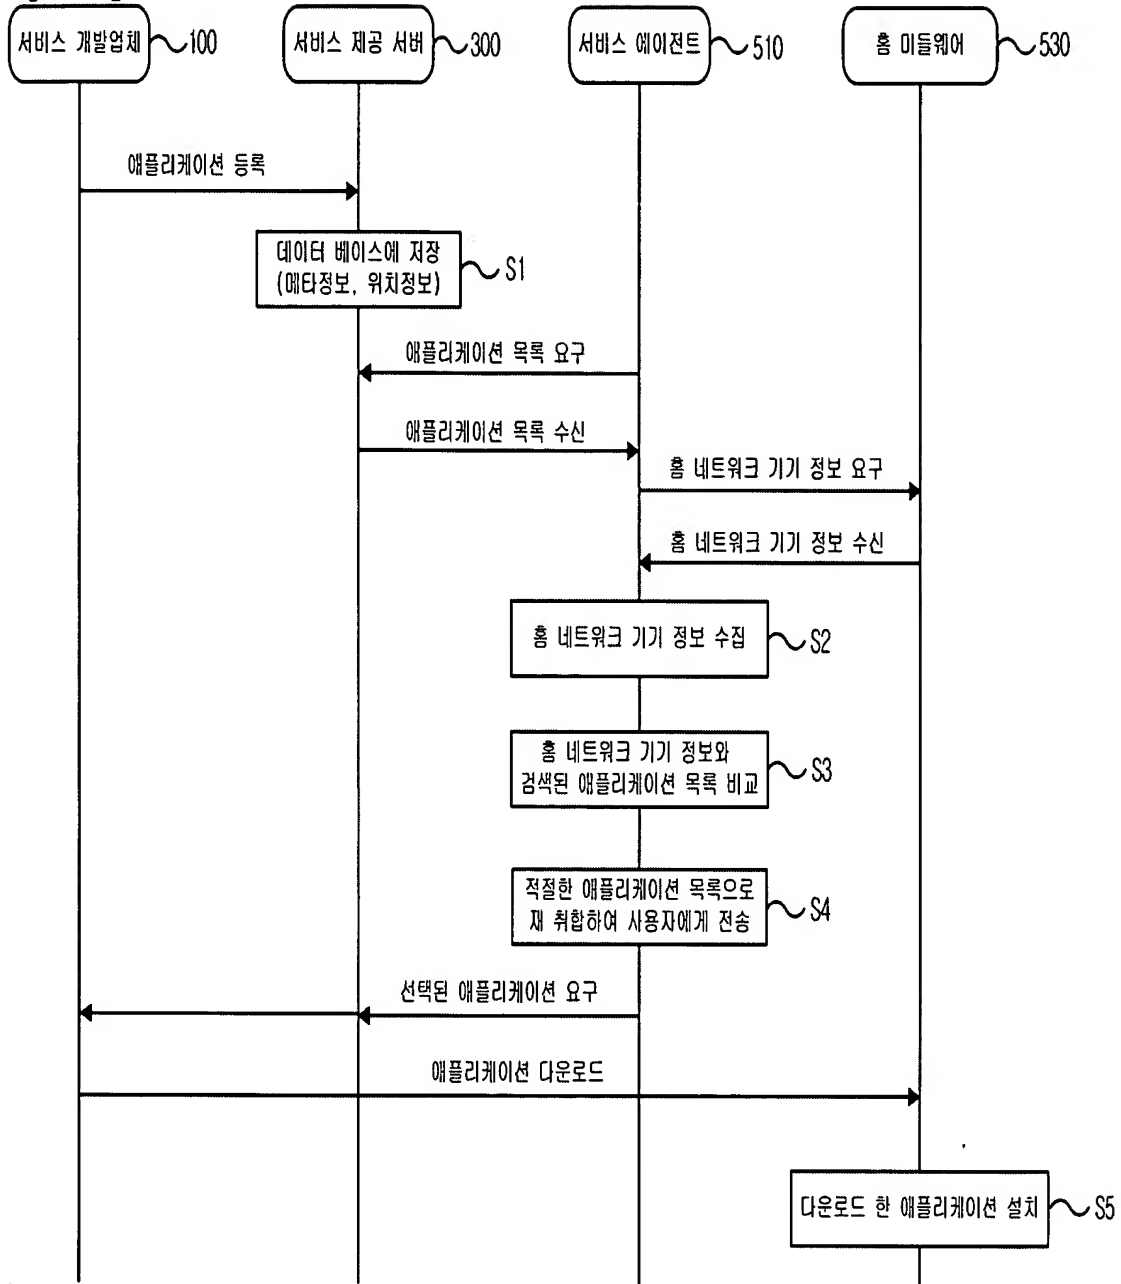 서비스 개발업체
100
서비스 제공 서버
300
서비스 에이전트
510
홈 미들웨어
530
애플리케이션 등록
데이터 베이스에 저장
(메타정보, 위치정보)
S1
애플리케이션 목록 요구
애플리케이션 목록 수신
홈 네트워크 기기 정보 요구
홈 네트워크 기기 정보 수신
홈 네트워크 기기 정보 수집
S2
홈 네트워크 기기 정보와
검색된 애플리케이션 목록 비교
S3
적절한 애플리케이션 목록으로
재 취합하여 사용자에게 전송
S4
선택된 애플리케이션 요구
애플리케이션 다운로드
다운로드 한 애플리케이션 설치
S5